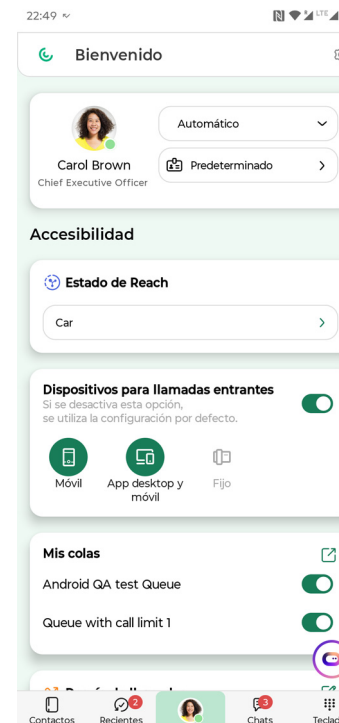 22:49
LTE
Bienvenido
Automático
Carol Brown
Predeterminado
Chief Executive Officer
Accesibilidad
Estado de Reach
Car
Dispositivos para llamadas entrantes
Si se desactiva esta opción,
se utiliza la configuración por defecto.
Móvil
App desktop y
móvil
Fijo
Mis colas
Android QA test Queue
Queue with call limit 1
2
3
Contactos
Recientes
Chats